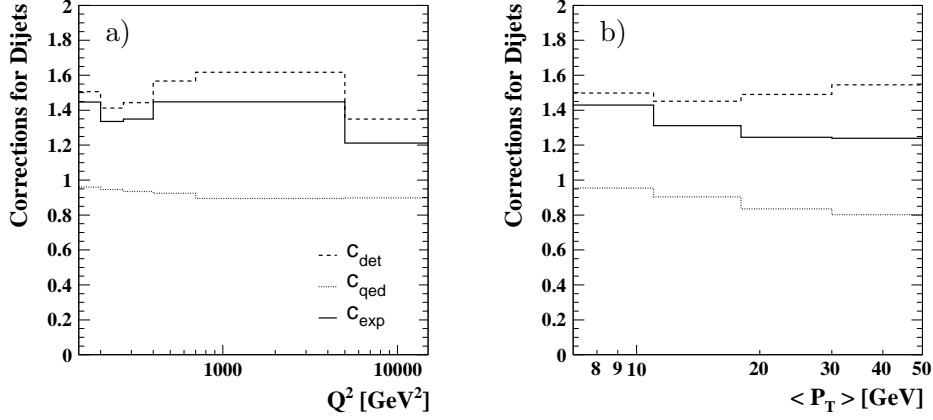 Corrections for Dijets
a)
2
1.8
1.6
1.4
1.2
1
0.8
0.6
0.4
0.2
0
c_det
c_qed
c_exp
1000
10000
Q² [GeV²]
Corrections for Dijets
b)
2
1.8
1.6
1.4
1.2
1
0.8
0.6
0.4
0.2
0
8 9 10 20 30 40 50
< P_T > [GeV]